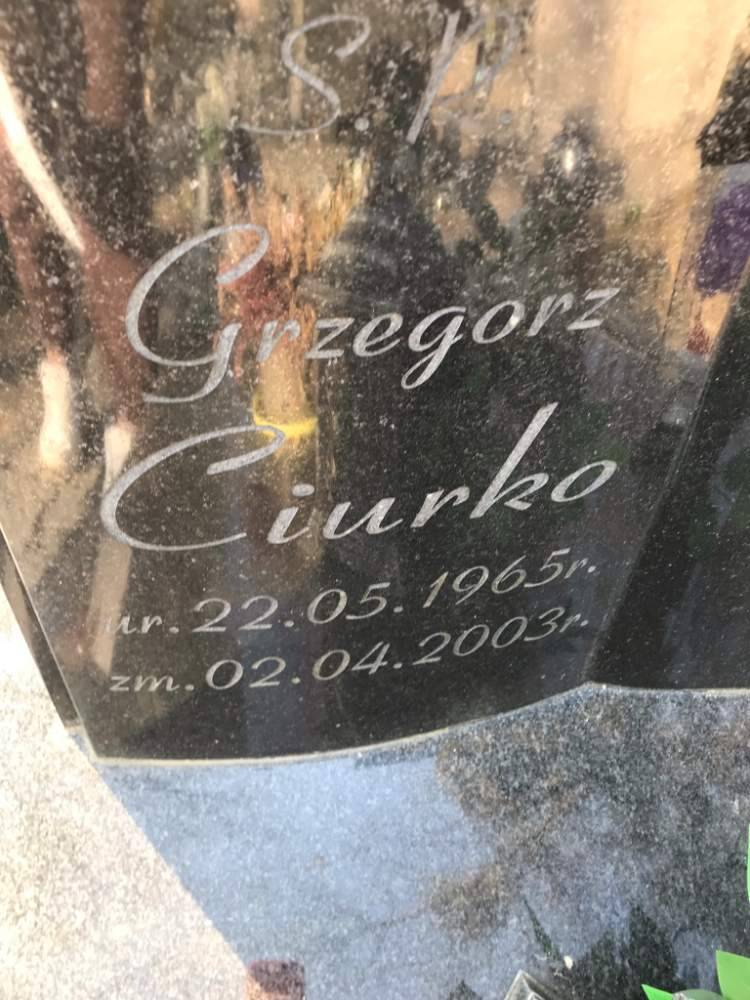 S.P.
Grzegorz
Ciurko
ur. 22.05.1965r.
zm. 02.04.2003r.